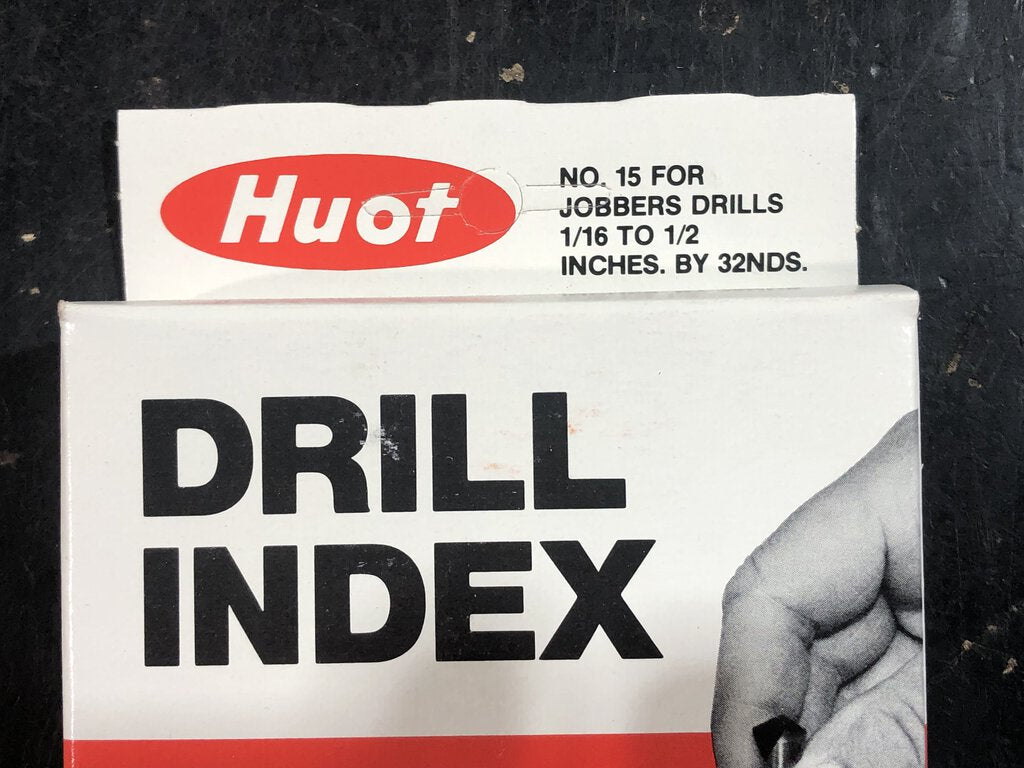 Huot
NO. 15 FOR
JOBBERS DRILLS
1/16 TO 1/2
INCHES. BY 32NDS.
DRILL
INDEX